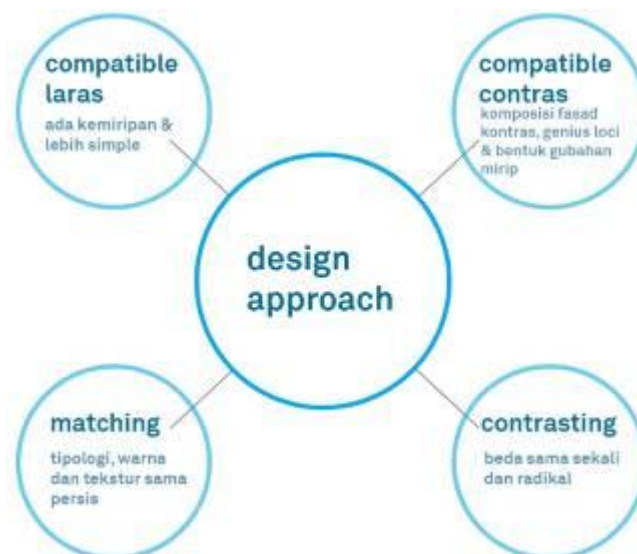 compatible
laras
ada kemiripan &
lebih simple
compatible
contras
komposisi fasad
kontras, genius loci
& bentuk gubahan
mirip
design
approach
matching
tipologi, warna
dan tekstur sama
persis
contrasting
beda sama sekali
dan radikal